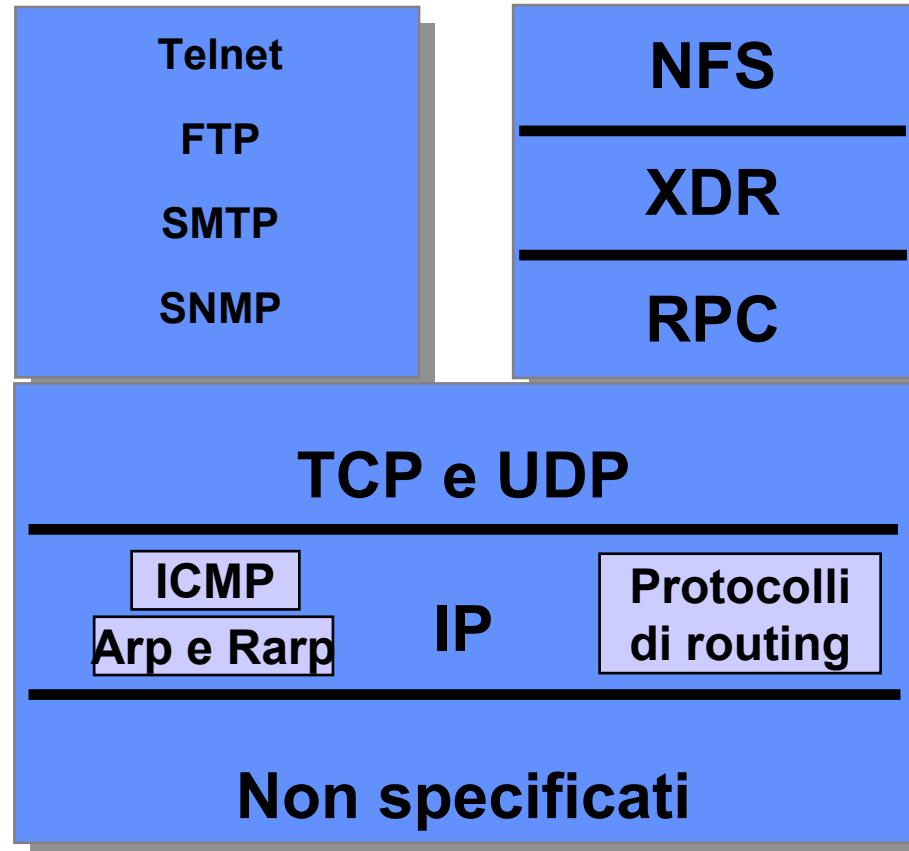 Telnet
FTP
SMTP
SNMP
NFS
XDR
RPC
TCP e UDP
ICMP
Arp e Rarp
IP
Protocolli
di routing
Non specificati